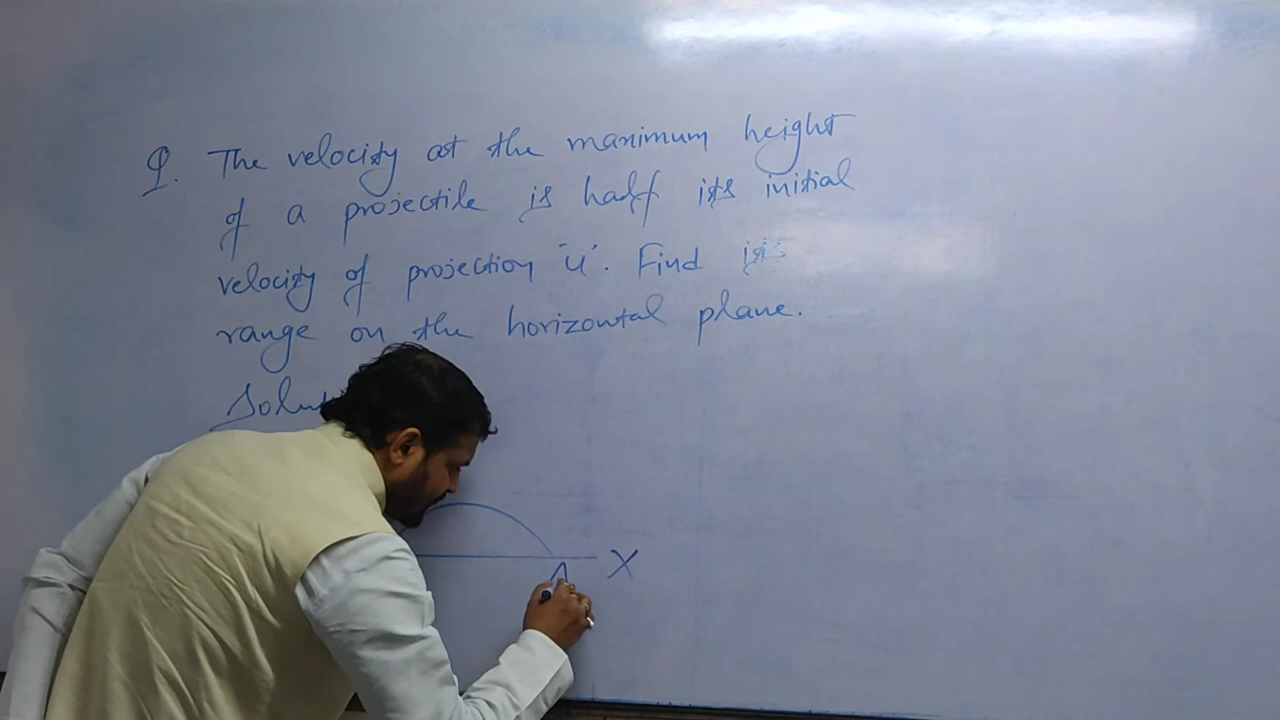 Q. The velocity at the maximum height
of a projectile is half its initial
velocity of projection 'u'. Find its
range on the horizontal plane.
X
A